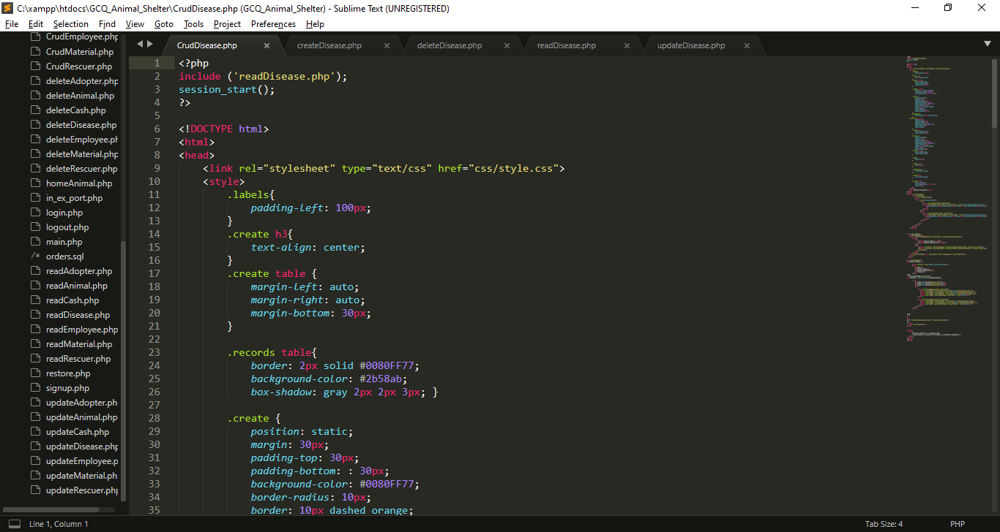 C:\xampp\htdocs\GCQ_Animal_Shelter\CrudDisease.php (GCQ_Animal_Shelter) - Sublime Text (UNREGISTERED)
File Edit Selection Find View Goto Tools Project Preferences Help
CrudEmployee.php
CrudMaterial.php
CrudRescuer.php
deleteAdopter.php
deleteAnimal.php
deleteCash.php
deleteDisease.php
deleteEmployee.ph
deleteMaterial.php
deleteRescuer.php
homeAnimal.php
in_ex_port.php
login.php
logout.php
main.php
/* orders.sql
readAdopter.php
readAnimal.php
readCash.php
readDisease.php
readEmployee.php
readMaterial.php
readRescuer.php
restore.php
signup.php
updateAdopter.ph
updateAnimal.php
updateCash.php
updateDisease.php
updateEmployee.p
updateMaterial.ph
updateRescuer.php
CrudDisease.php createDisease.php deleteDisease.php readDisease.php updateDisease.php
1 <?php
2 include ('readDisease.php');
3 session_start();
4 ?>
5
6 <!DOCTYPE html>
7 <html>
8 <head>
9 <link rel="stylesheet" type="text/css" href="css/style.css">
10 <style>
11 .labels{
12 padding-left: 100px;
13 }
14 .create h3{
15 text-align: center;
16 }
17 .create table {
18 margin-left: auto;
19 margin-right: auto;
20 margin-bottom: 30px;
21 }
22
23 .records table{
24 border: 2px solid #0080FF77;
25 background-color: #2b58ab;
26 box-shadow: gray 2px 2px 3px; }
27
28 .create {
29 position: static;
30 margin: 30px;
31 padding-top: 30px;
32 padding-bottom: : 30px;
33 background-color: #0080FF77;
34 border-radius: 10px;
35 border: 10px dashed orange;
Line 1, Column 1 Tab Size: 4 PHP